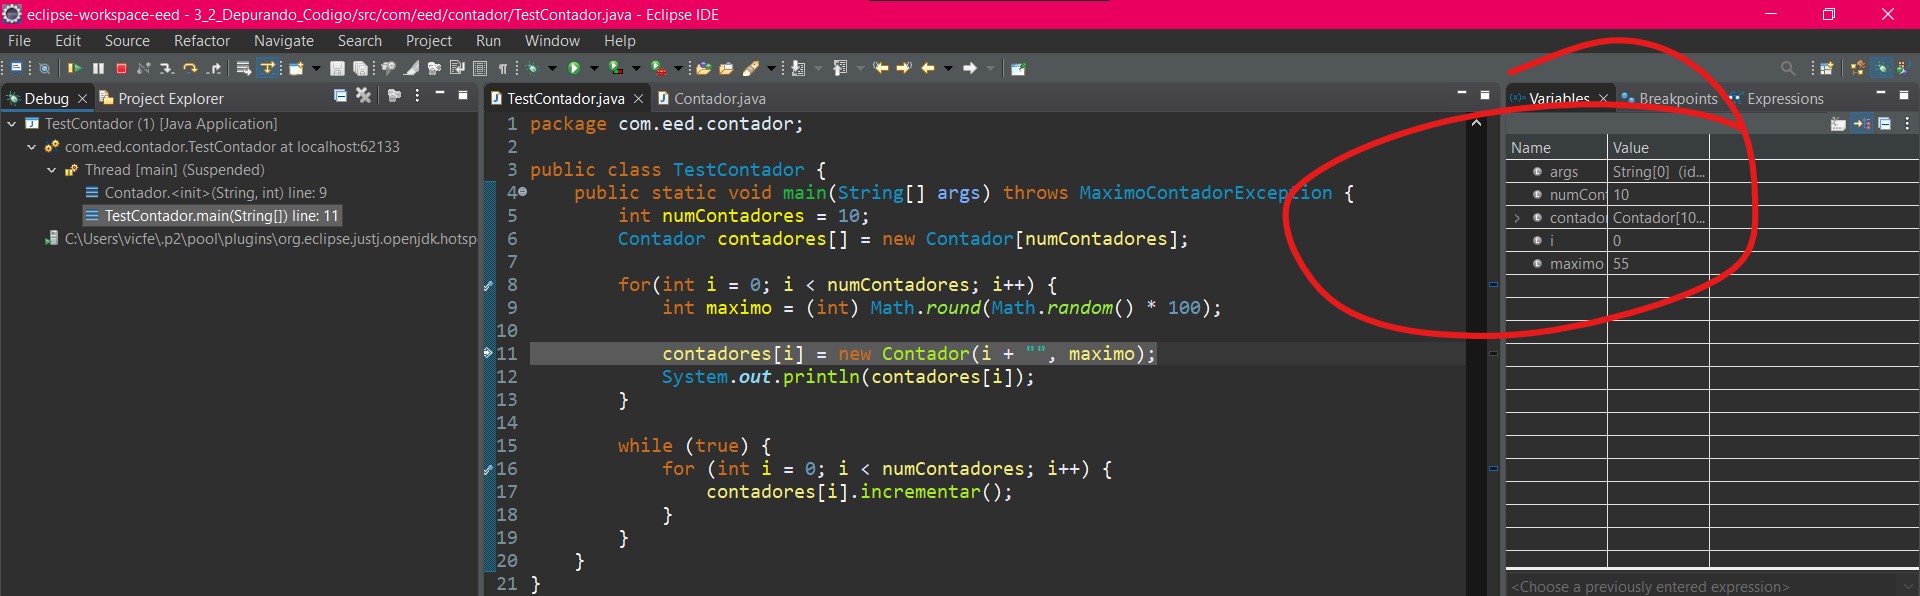 eclipse-workspace-eed - 3_2_Depurando_Codigo/src/com/eed/contador/TestContador.java - Eclipse IDE
File Edit Source Refactor Navigate Search Project Run Window Help
Debug Project Explorer
TestContador (1) [Java Application]
com.eed.contador.TestContador at localhost:62133
Thread [main] (Suspended)
Contador.<init>(String, int) line: 9
TestContador.main(String[]) line: 11
C:\Users\vicfe\.p2\pool\plugins\org.eclipse.justj.openjdk.hotsp
TestContador.java Contador.java
1 package com.eed.contador;
2
3 public class TestContador {
4 public static void main(String[] args) throws MaximoContadorException {
5 int numContadores = 10;
6 Contador contadores[] = new Contador[numContadores];
7
8 for(int i = 0; i < numContadores; i++) {
9 int maximo = (int) Math.round(Math.random() * 100);
10
11 contadores[i] = new Contador(i + "", maximo);
12 System.out.println(contadores[i]);
13 }
14
15 while (true) {
16 for (int i = 0; i < numContadores; i++) {
17 contadores[i].incrementar();
18 }
19 }
20 }
21 }
(x)= Variables Breakpoints Expressions
Name Value
args String[0] (id...
numCon 10
contador Contador[10...
i 0
maximo 55
<Choose a previously entered expression>